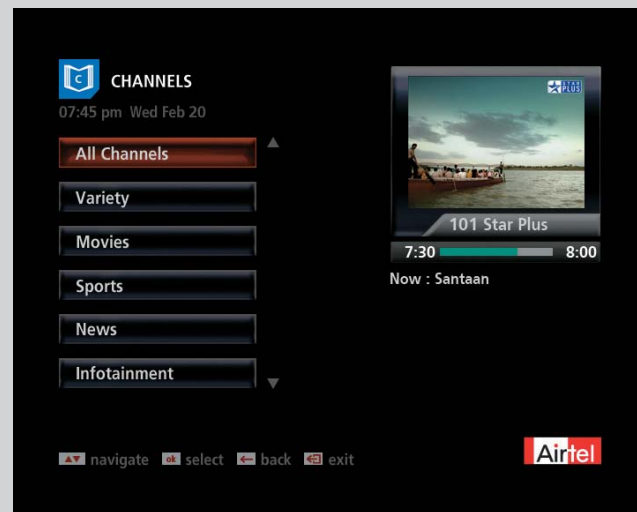 C
CHANNELS
07:45 pm Wed Feb 20
All Channels
Variety
Movies
Sports
News
Infotainment
STAR
PLUS
101 Star Plus
7:30 8:00
Now : Santaan
navigate ok select back exit
Airtel